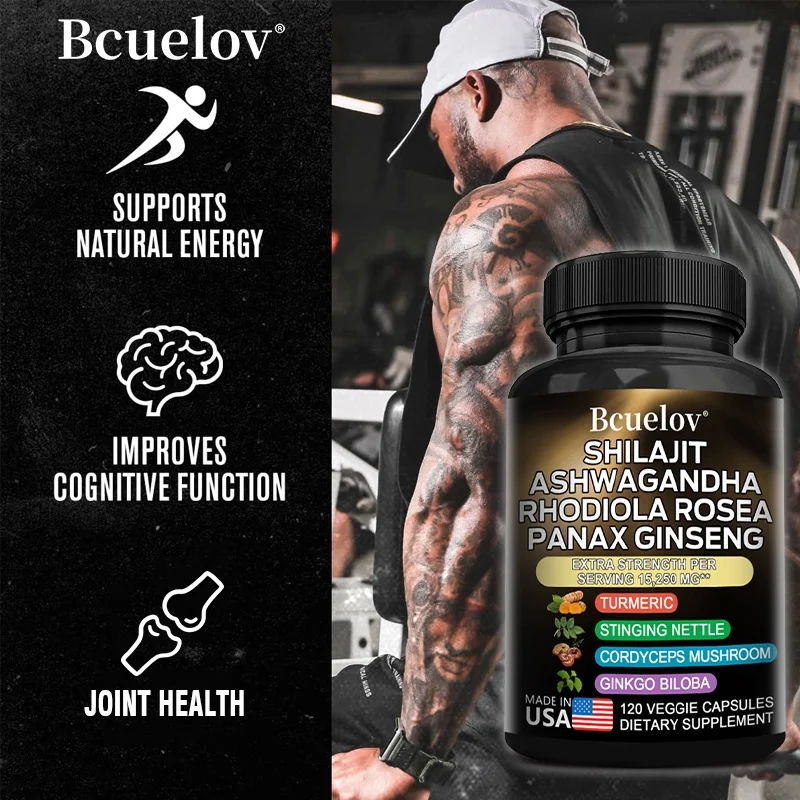 Bcuelov®
SUPPORTS
NATURAL ENERGY
IMPROVES
COGNITIVE FUNCTION
JOINT HEALTH
Bcuelov®
SHILAJIT
ASHWAGANDHA
RHODIOLA ROSEA
PANAX GINSENG
EXTRA STRENGTH PER
SERVING 15,250 MG**
TURMERIC
STINGING NETTLE
CORDYCEPS MUSHROOM
GINKGO BILOBA
MADE IN
USA
120 VEGGIE CAPSULES
DIETARY SUPPLEMENT